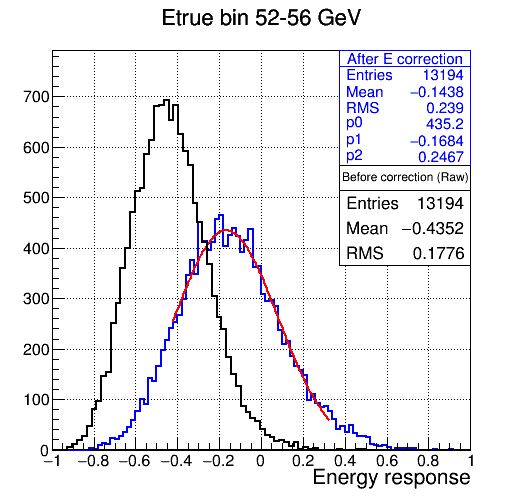 Etrue bin 52-56 GeV
After E correction
Entries 13194
Mean −0.1438
RMS 0.239
p0 435.2
p1 −0.1684
p2 0.2467
Before correction (Raw)
Entries 13194
Mean −0.4352
RMS 0.1776
700
600
500
400
300
200
100
0
−1 −0.8 −0.6 −0.4 −0.2 0 0.2 0.4 0.6 0.8 1
Energy response